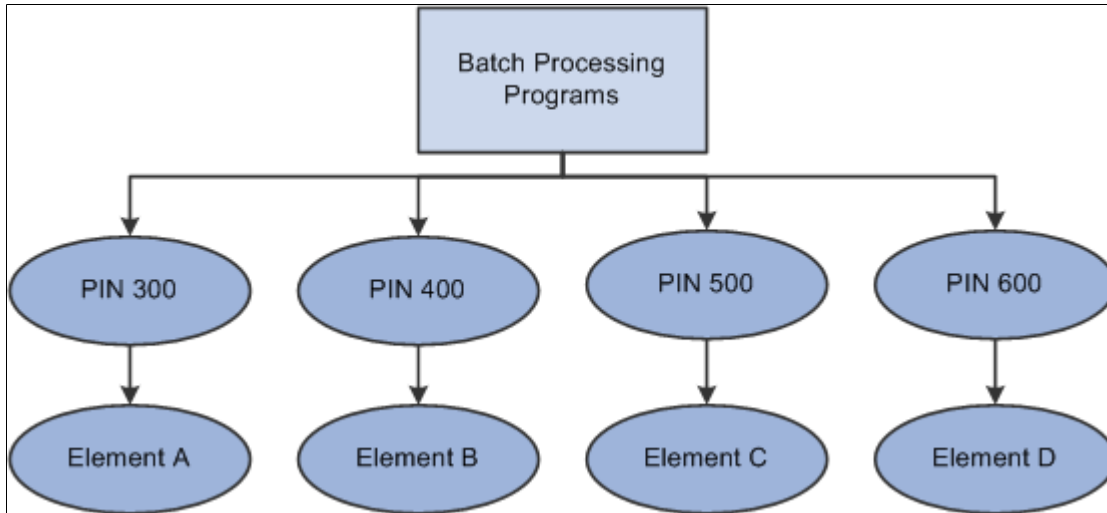 Batch Processing
Programs
PIN 300
PIN 400
PIN 500
PIN 600
Element A
Element B
Element C
Element D